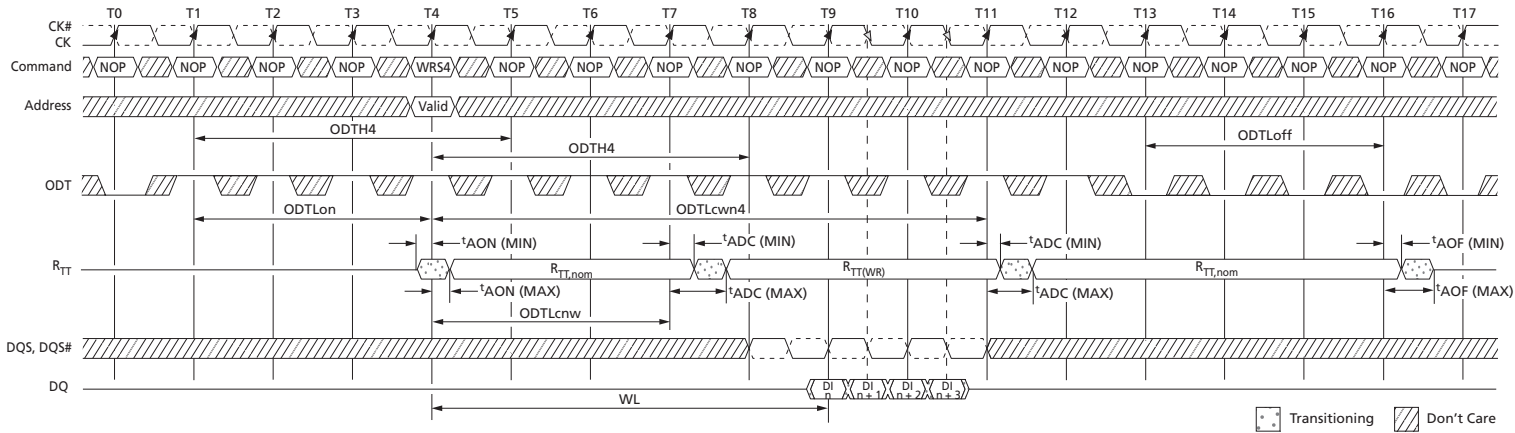 T0 T1 T2 T3 T4 T5 T6 T7 T8 T9 T10 T11 T12 T13 T14 T15 T16 T17
CK#
CK
Command NOP NOP NOP NOP WRS4 NOP NOP NOP NOP NOP NOP NOP NOP NOP NOP NOP NOP NOP
Address Valid
ODTH4
ODTH4
ODTLoff
ODT
ODTLon
ODTLcwn4
tAON (MIN) tADC (MIN) tADC (MIN) tAOF (MIN)
RTT RTT,nom RTT(WR) RTT,nom
tAON (MAX) tADC (MAX) tADC (MAX) tAOF (MAX)
ODTLcnw
DQS, DQS#
DQ DI n DI n + 1 DI n + 2 DI n + 3
WL
Transitioning Don't Care